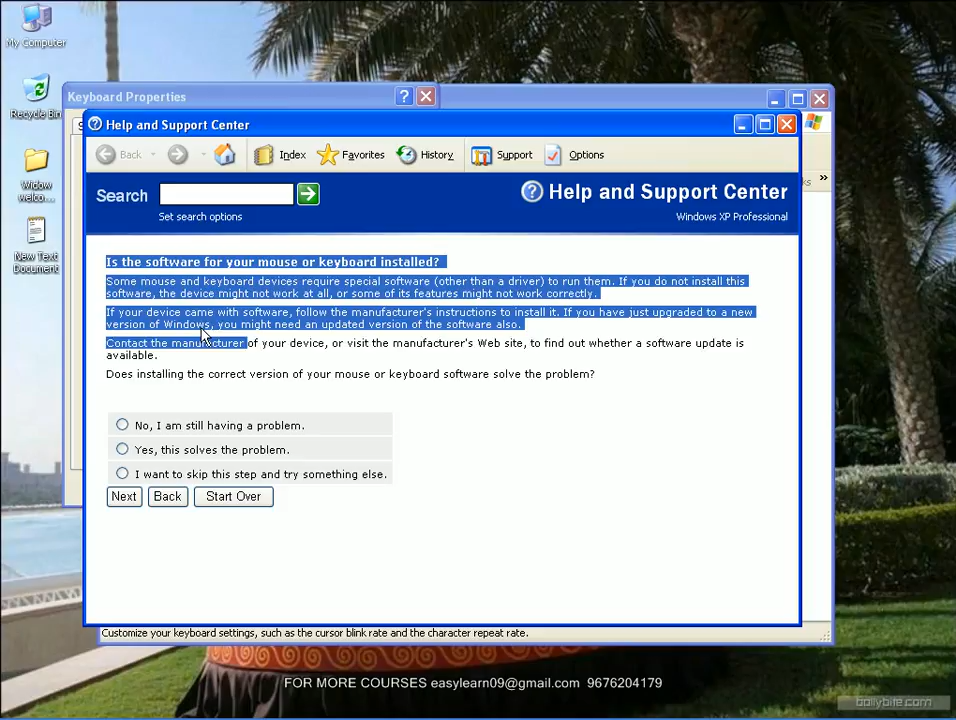 My Computer
Recycle Bin
Widow
welco...
New Text
Document
Keyboard Properties
Help and Support Center
Back
Index
Favorites
History
Support
Options
Search
Set search options
Help and Support Center
Windows XP Professional
Is the software for your mouse or keyboard installed?
Some mouse and keyboard devices require special software (other than a driver) to run them. If you do not install this
software, the device might not work at all, or some of its features might not work correctly.
If your device came with software, follow the manufacturer's instructions to install it. If you have just upgraded to a new
version of Windows, you might need an updated version of the software also.
Contact the manufacturer of your device, or visit the manufacturer's Web site, to find out whether a software update is
available.
Does installing the correct version of your mouse or keyboard software solve the problem?
No, I am still having a problem.
Yes, this solves the problem.
I want to skip this step and try something else.
Next Back Start Over
Customize your keyboard settings, such as the cursor blink rate and the character repeat rate.
FOR MORE COURSES easylearn09@gmail.com 9676204179
bollybite.com